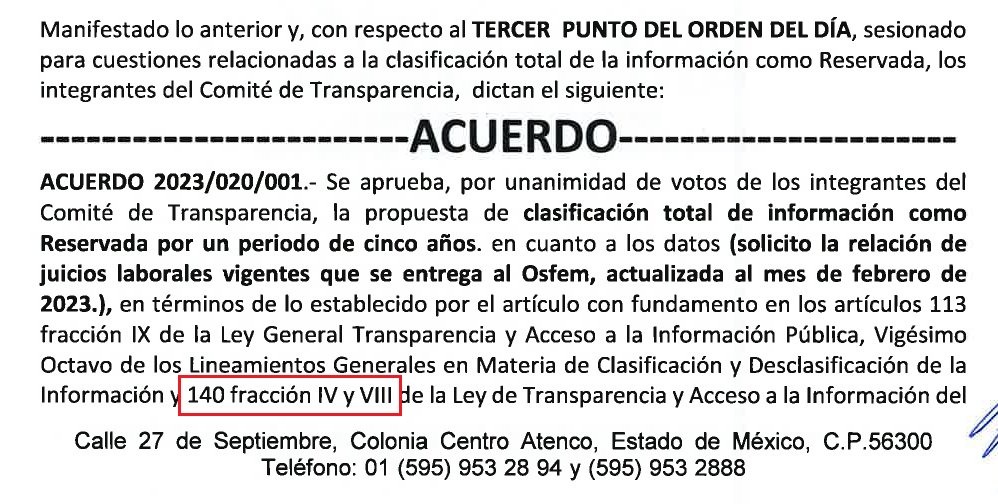 Manifestado lo anterior y, con respecto al TERCER PUNTO DEL ORDEN DEL DÍA, sesionado
para cuestiones relacionadas a la clasificación total de la información como Reservada, los
integrantes del Comité de Transparencia, dictan el siguiente:
------------------------ACUERDO----------------------
ACUERDO 2023/020/001.- Se aprueba, por unanimidad de votos de los integrantes del
Comité de Transparencia, la propuesta de clasificación total de información como
Reservada por un periodo de cinco años. en cuanto a los datos (solicito la relación de
juicios laborales vigentes que se entrega al Osfem, actualizada al mes de febrero de
2023.), en términos de lo establecido por el artículo con fundamento en los artículos 113
fracción IX de la Ley General Transparencia y Acceso a la Información Pública, Vigésimo
Octavo de los Lineamientos Generales en Materia de Clasificación y Desclasificación de la
Información y 140 fracción IV y VIII de la Ley de Transparencia y Acceso a la Información del
Calle 27 de Septiembre, Colonia Centro Atenco, Estado de México, C.P.56300
Teléfono: 01 (595) 953 28 94 y (595) 953 2888